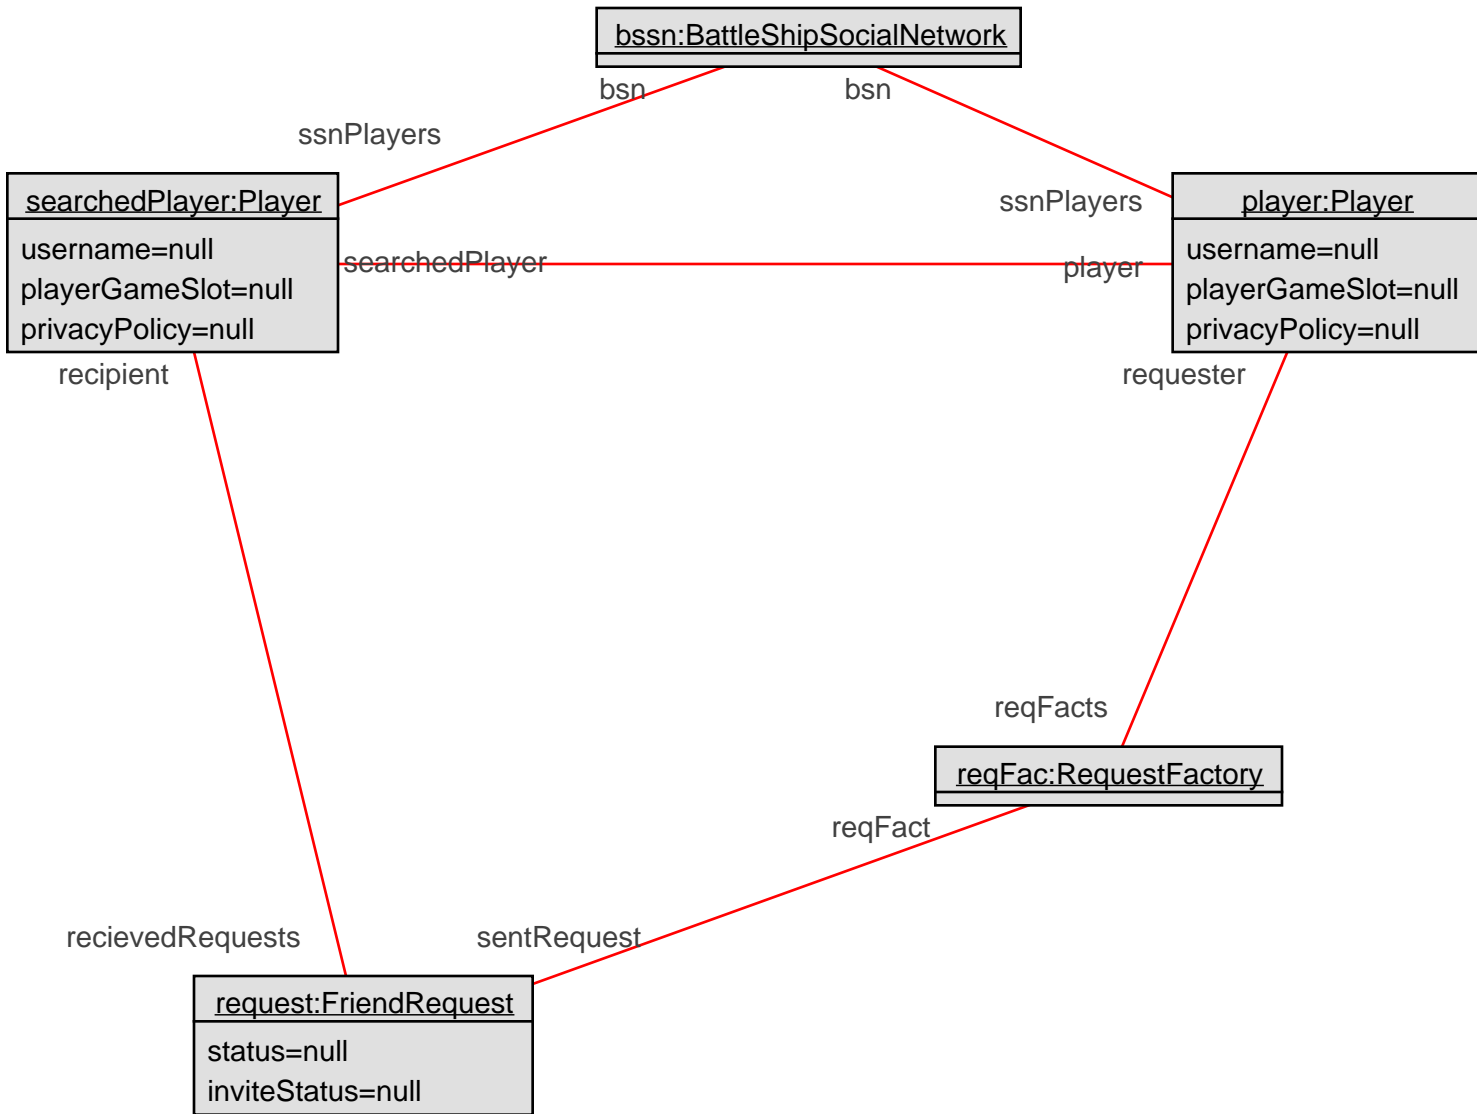 bssn:BattleShipSocialNetwork
bsn
bsn
ssnPlayers
searchedPlayer:Player
username=null
playerGameSlot=null
privacyPolicy=null
ssnPlayers
player:Player
username=null
playerGameSlot=null
privacyPolicy=null
searchedPlayer
player
recipient
requester
reqFacts
reqFac:RequestFactory
reqFact
recievedRequests
sentRequest
request:FriendRequest
status=null
inviteStatus=null